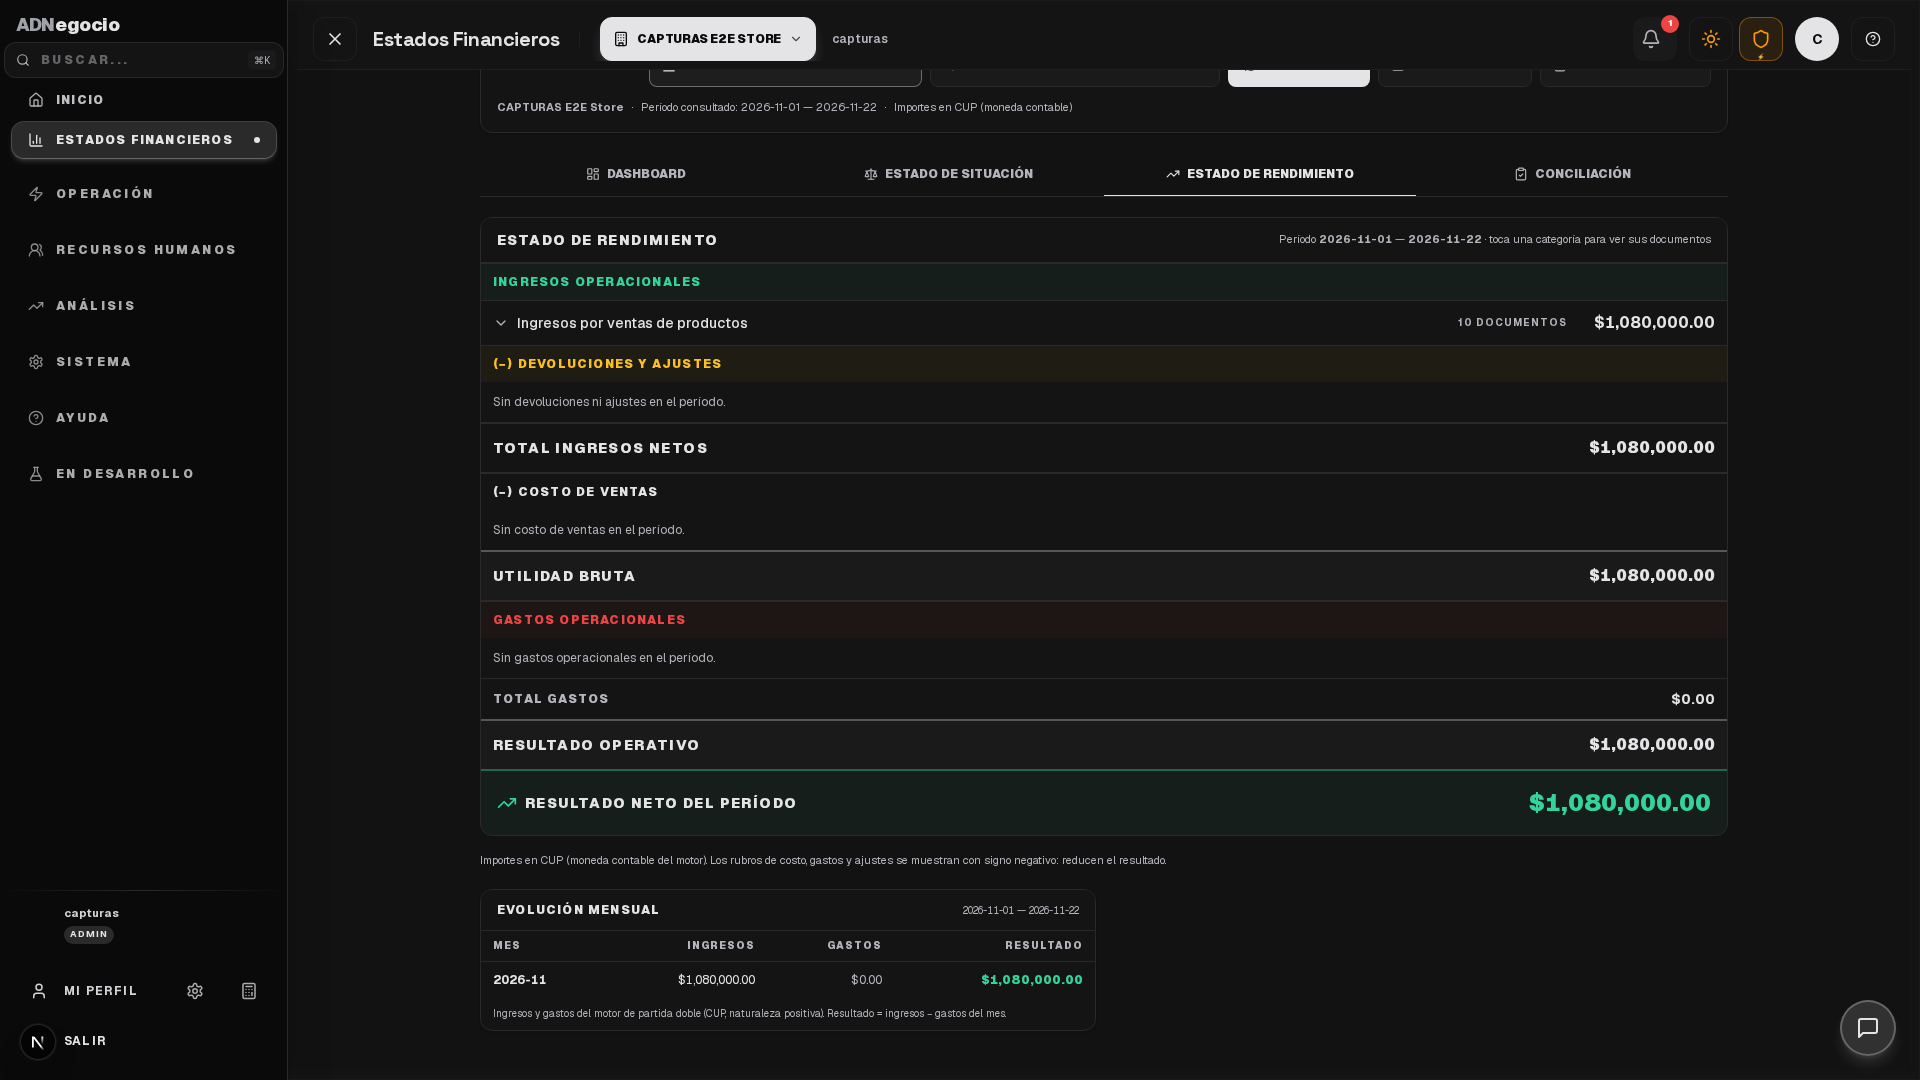 ADNegocio
BUSCAR...
⌘K
INICIO
ESTADOS FINANCIEROS
OPERACIÓN
RECURSOS HUMANOS
ANÁLISIS
SISTEMA
AYUDA
EN DESARROLLO
capturas
ADMIN
MI PERFIL
N
SALIR
Estados Financieros
CAPTURAS E2E STORE
capturas
1
C
CAPTURAS E2E Store · Período consultado: 2026-11-01 — 2026-11-22 · Importes en CUP (moneda contable)
DASHBOARD
ESTADO DE SITUACIÓN
ESTADO DE RENDIMIENTO
CONCILIACIÓN
ESTADO DE RENDIMIENTO
Período 2026-11-01 — 2026-11-22 · toca una categoría para ver sus documentos
INGRESOS OPERACIONALES
Ingresos por ventas de productos 10 DOCUMENTOS $1,080,000.00
(−) DEVOLUCIONES Y AJUSTES
Sin devoluciones ni ajustes en el período.
TOTAL INGRESOS NETOS $1,080,000.00
(−) COSTO DE VENTAS
Sin costo de ventas en el período.
UTILIDAD BRUTA $1,080,000.00
GASTOS OPERACIONALES
Sin gastos operacionales en el período.
TOTAL GASTOS $0.00
RESULTADO OPERATIVO $1,080,000.00
RESULTADO NETO DEL PERÍODO $1,080,000.00
Importes en CUP (moneda contable del motor). Los rubros de costo, gastos y ajustes se muestran con signo negativo: reducen el resultado.
EVOLUCIÓN MENSUAL 2026-11-01 — 2026-11-22
MES INGRESOS GASTOS RESULTADO
2026-11 $1,080,000.00 $0.00 $1,080,000.00
Ingresos y gastos del motor de partida doble (CUP, naturaleza positiva). Resultado = ingresos − gastos del mes.